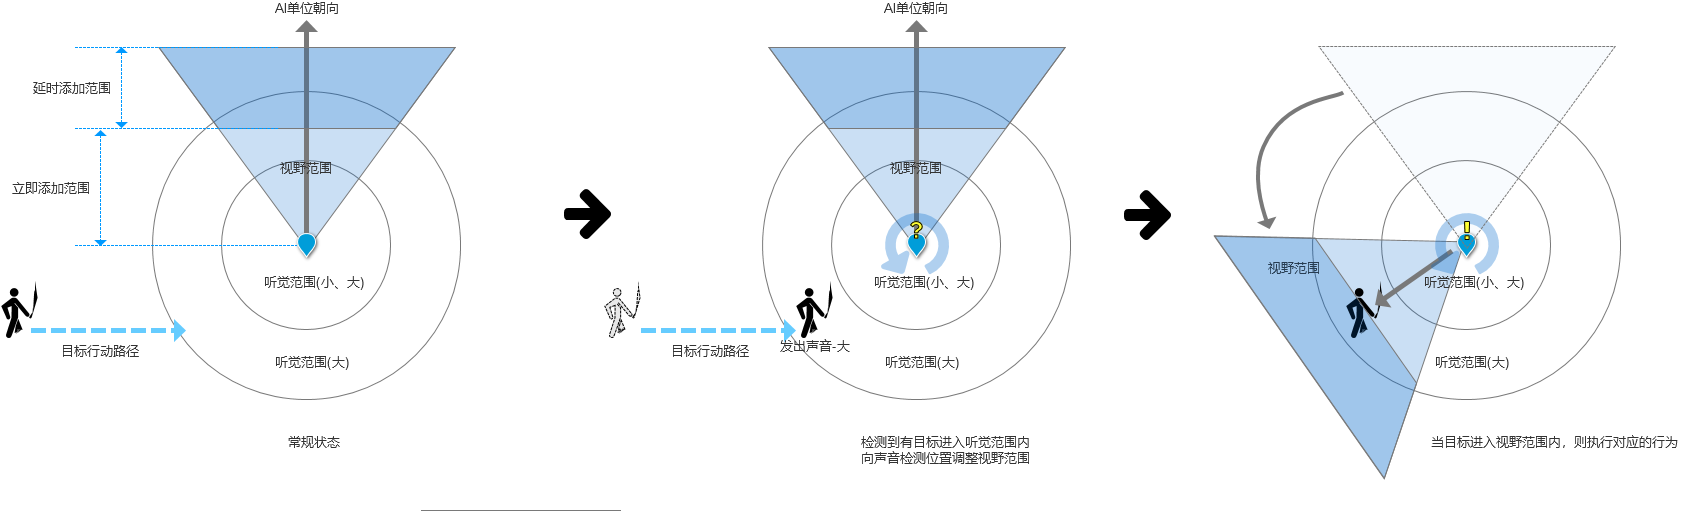 AI单位朝向
延时添加范围
立即添加范围
视野范围
听觉范围(小、大)
目标行动路径
听觉范围(大)
常规状态
AI单位朝向
视野范围
?
听觉范围(小、大)
目标行动路径
发出声音-大
听觉范围(大)
检测到有目标进入听觉范围内
向声音检测位置调整视野范围
!
视野范围
听觉范围(小、大)
听觉范围(大)
当目标进入视野范围内，则执行对应的行为